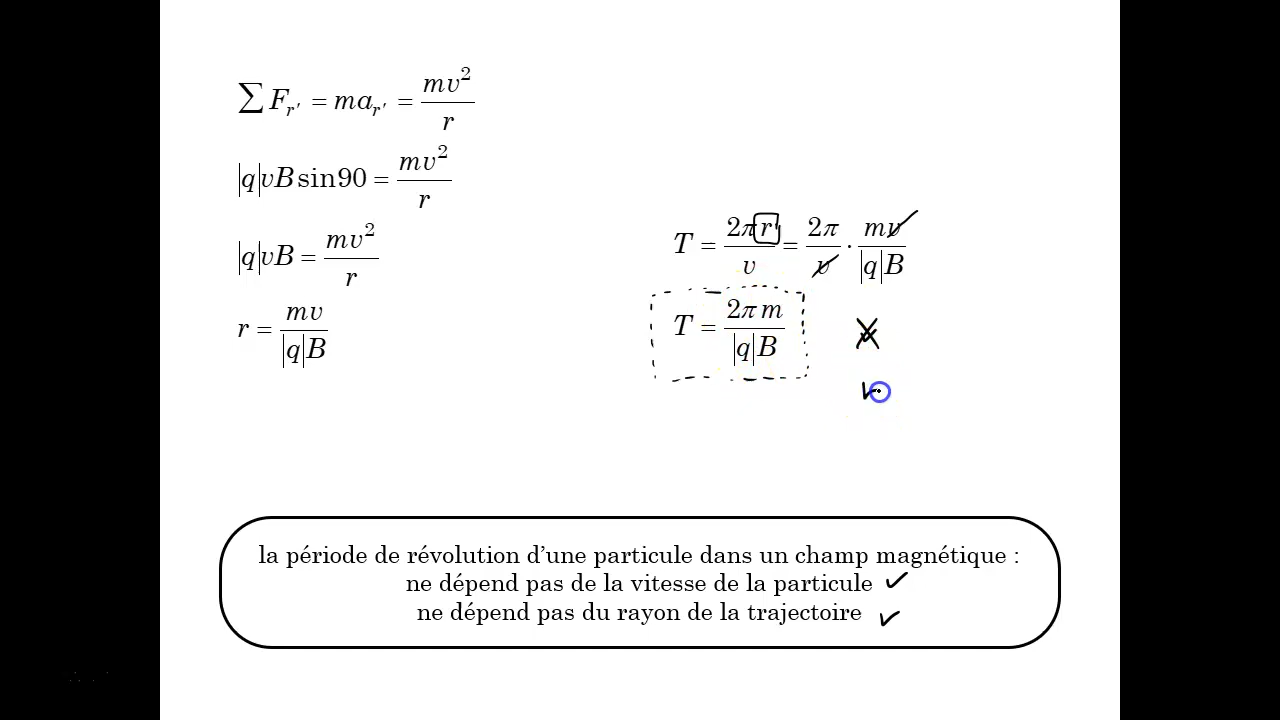 ∑F_r' = ma_r' = mv²/r
|q|vB sin90 = mv²/r
|q|vB = mv²/r
r = mv/|q|B
T = 2πr/v = 2π/v · mv/|q|B
T = 2πm/|q|B
la période de révolution d'une particule dans un champ magnétique :
ne dépend pas de la vitesse de la particule ✓
ne dépend pas du rayon de la trajectoire ✓